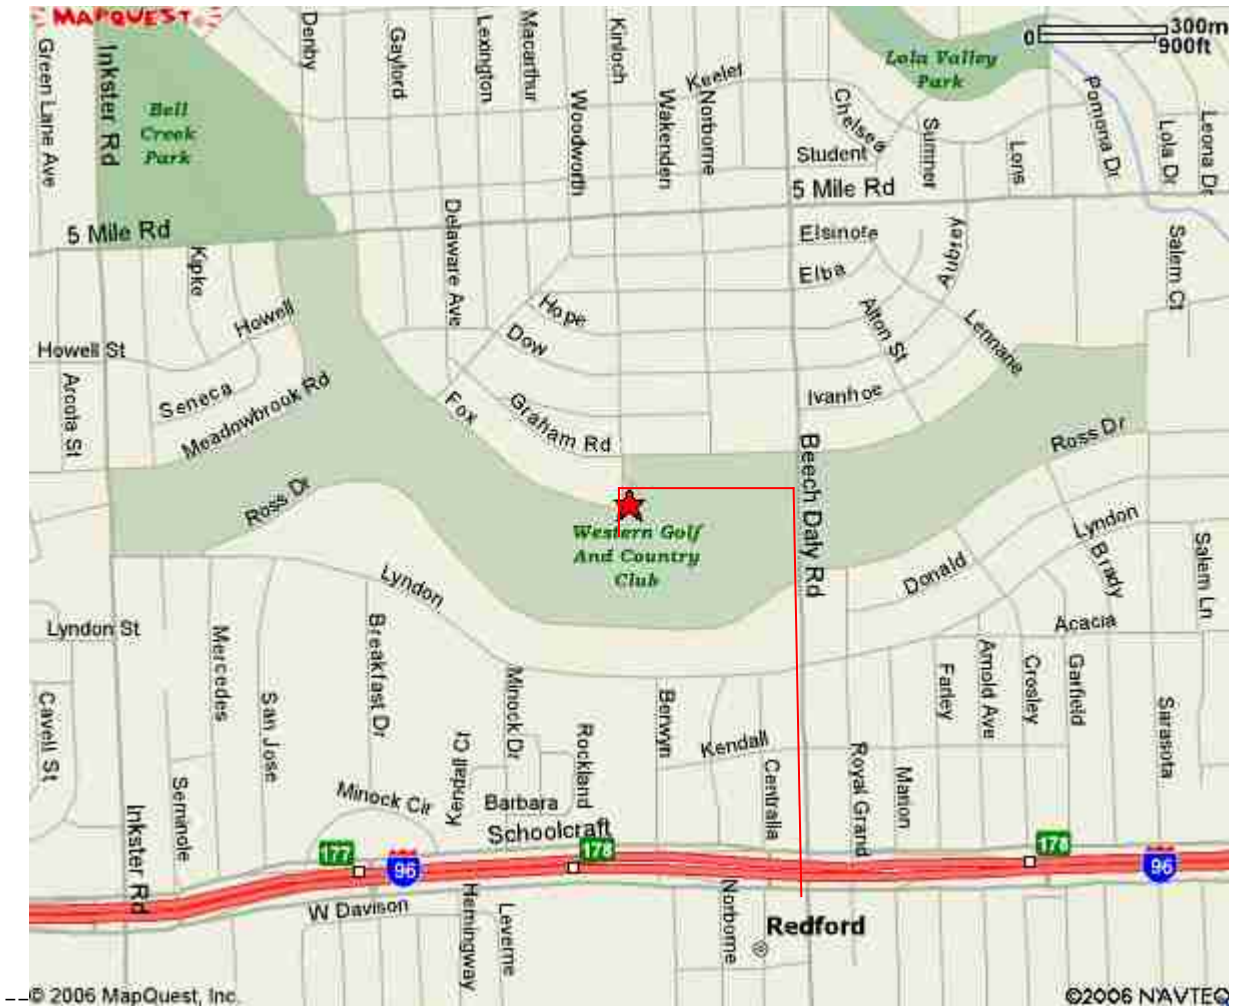 MAPQUEST
300m
0
900ft
Green Lane Ave
Inkster Rd
Denby
Gaylord
Lexington
Macarthur
Kinloch
Keeler
Lola Valley
Park
Bell
Creek
Park
Woodworth
Wakenden
Norborne
Chelsea
Sumner
Lons
Pomona Dr
Lola Dr
Leona Dr
Student
5 Mile Rd
5 Mile Rd
Kipke
Delaware Ave
Elsinore
Elba
Aubrey
Salem Ct
Howell
Hope
Dow
Alton St
Lennane
Howell St
Arcola St
Seneca
Meadowbrook Rd
Fox
Graham Rd
Ivanhoe
Beech Daly Rd
Ross Dr
Ross Dr
Western Golf
And Country
Club
Lyndon
Lyndon
Donald
Brady
Salem Ln
Lyndon St
Mercedes
Breakfast Dr
Acacia
Cavell St
San Jose
Minock Dr
Berwyn
Farley
Arnold Ave
Crosley
Garfield
Sarasota
Kendall Ct
Rockland
Kendall
Centralia
Royal Grand
Marion
Seminole
Minock Cir
Barbara
Schoolcraft
Inkster Rd
177
96
178
178
96
W Davison
Hemingway
Leverne
Norborne
Redford
--© 2006 MapQuest, Inc.
©2006 NAVTEQ